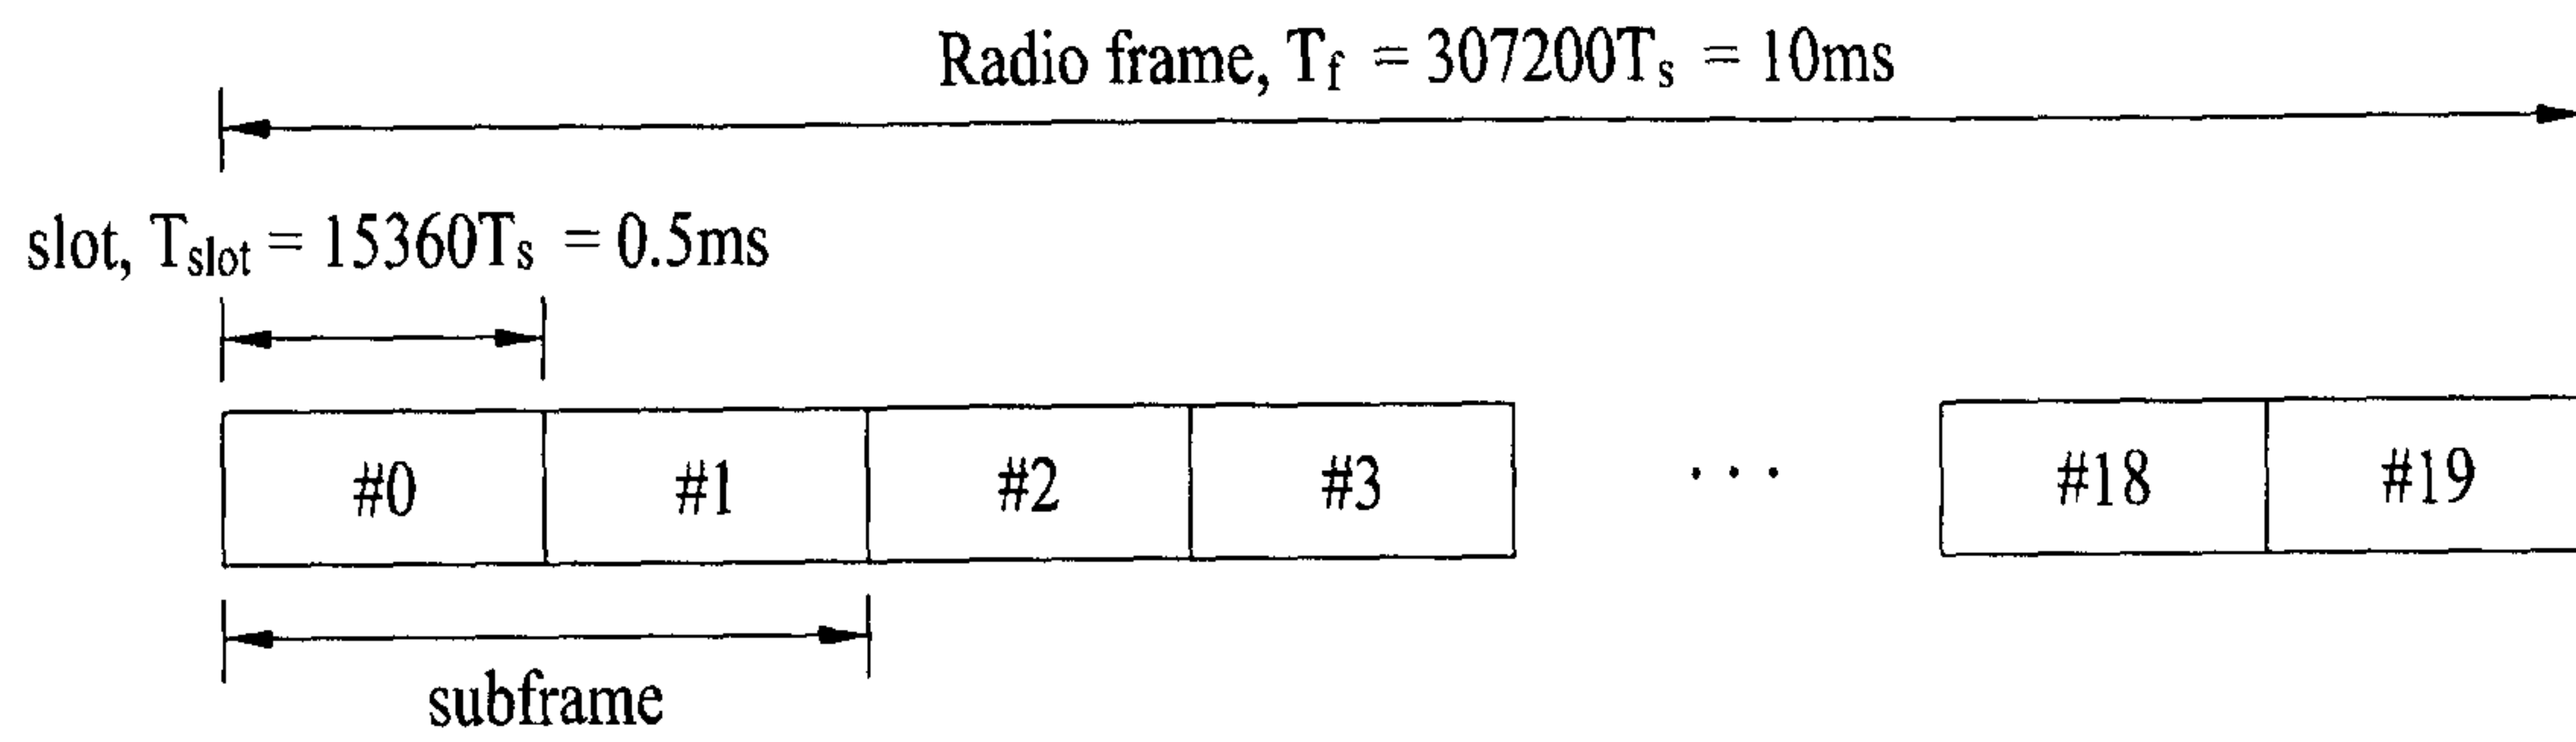 Radio frame, Tf = 307200Ts = 10ms
slot, Tslot = 15360Ts = 0.5ms
#0 #1 #2 #3 ... #18 #19
subframe